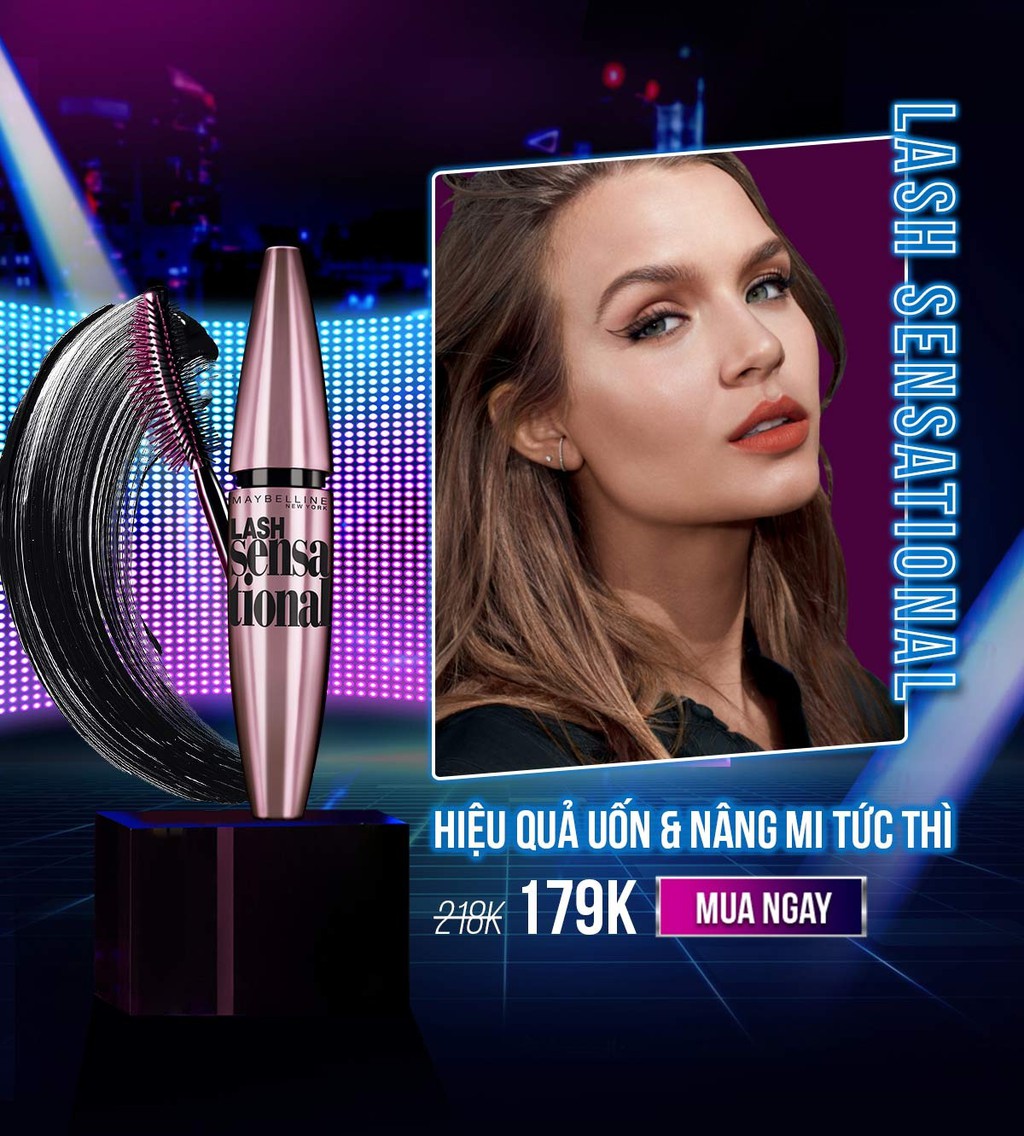 MAYBELLINE
NEW YORK
LASH
sensa
tional
LASH SENSATIONAL
HIỆU QUẢ UỐN & NÂNG MI TỨC THÌ
218K 179K MUA NGAY